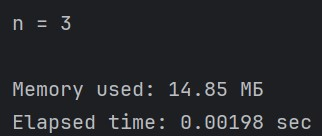 n = 3
Memory used: 14.85 МБ
Elapsed time: 0.00198 sec